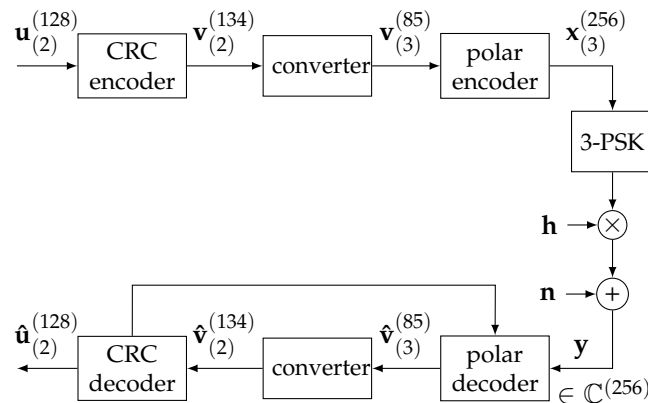 u(2)^(128) CRC encoder v(2)^(134) converter v(3)^(85) polar encoder x(3)^(256)
3-PSK
h ×
n +
û(2)^(128) CRC decoder v̂(2)^(134) converter v̂(3)^(85) polar decoder y
∈ ℂ^(256)